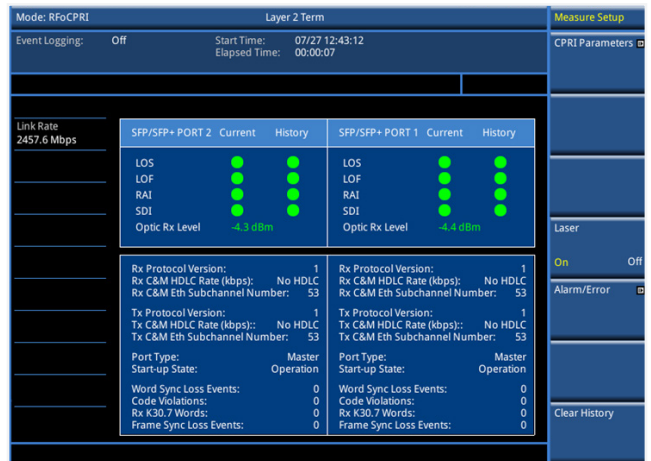 Mode: RFoCPRI
Layer 2 Term
Measure Setup
Event Logging: Off
Start Time: 07/27 12:43:12
Elapsed Time: 00:00:07
CPRI Parameters
Link Rate
2457.6 Mbps
SFP/SFP+ PORT 2 Current History
LOS
LOF
RAI
SDI
Optic Rx Level -4.3 dBm
SFP/SFP+ PORT 1 Current History
LOS
LOF
RAI
SDI
Optic Rx Level -4.4 dBm
Rx Protocol Version: 1
Rx C&M HDLC Rate (kbps): No HDLC
Rx C&M Eth Subchannel Number: 53
Tx Protocol Version: 1
Tx C&M HDLC Rate (kbps):: No HDLC
Tx C&M Eth Subchannel Number: 53
Port Type: Master
Start-up State: Operation
Word Sync Loss Events: 0
Code Violations: 0
Rx K30.7 Words: 0
Frame Sync Loss Events: 0
Rx Protocol Version: 1
Rx C&M HDLC Rate (kbps): No HDLC
Rx C&M Eth Subchannel Number: 53
Tx Protocol Version: 1
Tx C&M HDLC Rate (kbps):: No HDLC
Tx C&M Eth Subchannel Number: 53
Port Type: Master
Start-up State: Operation
Word Sync Loss Events: 0
Code Violations: 0
Rx K30.7 Words: 0
Frame Sync Loss Events: 0
Laser
On Off
Alarm/Error
Clear History